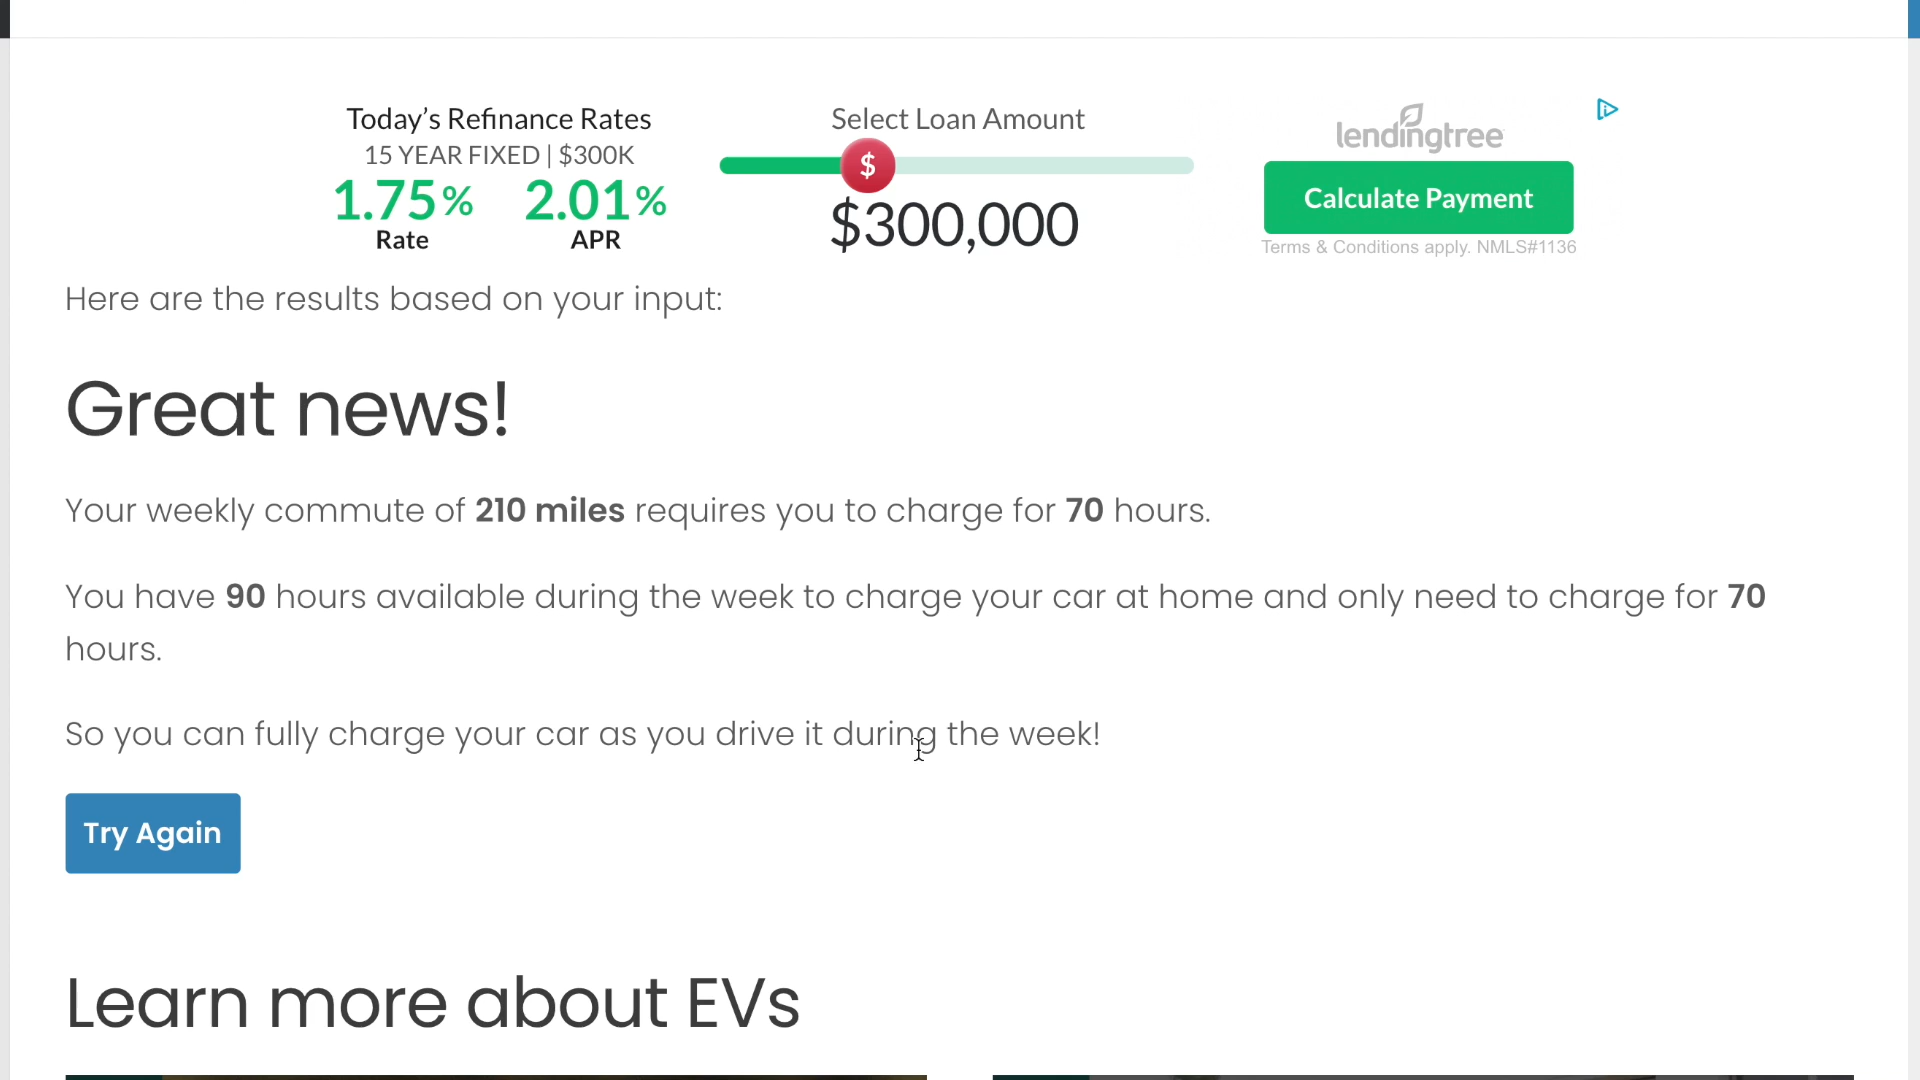 Today's Refinance Rates
15 YEAR FIXED | $300K
1.75% 2.01%
Rate APR
Select Loan Amount
$
$300,000
lendingtree
Calculate Payment
Terms & Conditions apply. NMLS#1136
Here are the results based on your input:
Great news!
Your weekly commute of 210 miles requires you to charge for 70 hours.
You have 90 hours available during the week to charge your car at home and only need to charge for 70
hours.
So you can fully charge your car as you drive it during the week!
Try Again
Learn more about EVs